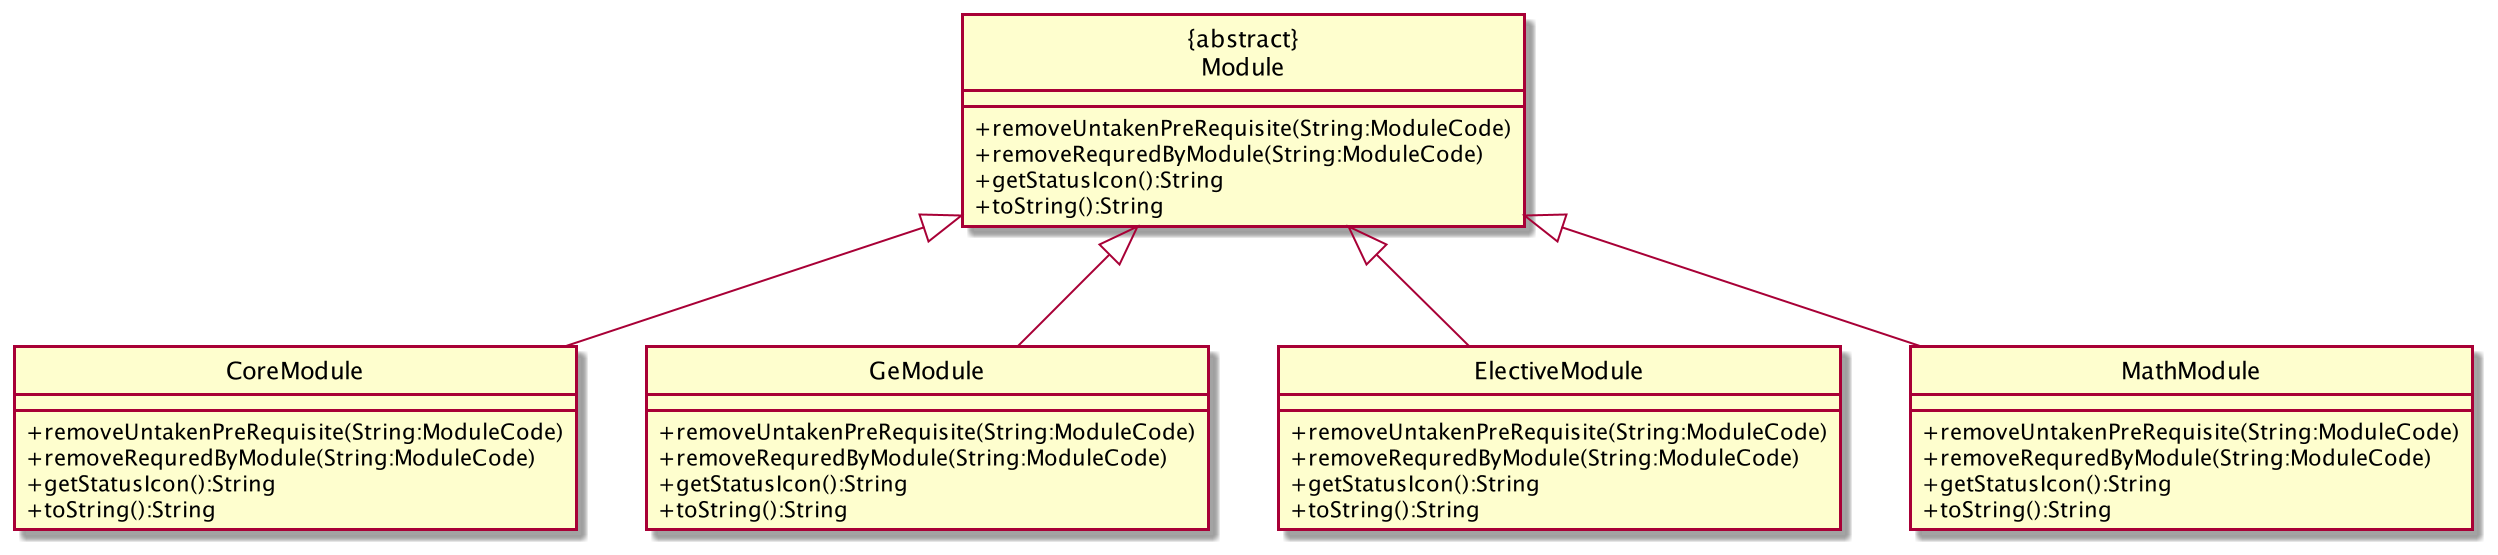 {abstract}
Module
+removeUntakenPreRequisite(String:ModuleCode)
+removeRequredByModule(String:ModuleCode)
+getStatusIcon():String
+toString():String
CoreModule
+removeUntakenPreRequisite(String:ModuleCode)
+removeRequredByModule(String:ModuleCode)
+getStatusIcon():String
+toString():String
GeModule
+removeUntakenPreRequisite(String:ModuleCode)
+removeRequredByModule(String:ModuleCode)
+getStatusIcon():String
+toString():String
ElectiveModule
+removeUntakenPreRequisite(String:ModuleCode)
+removeRequredByModule(String:ModuleCode)
+getStatusIcon():String
+toString():String
MathModule
+removeUntakenPreRequisite(String:ModuleCode)
+removeRequredByModule(String:ModuleCode)
+getStatusIcon():String
+toString():String